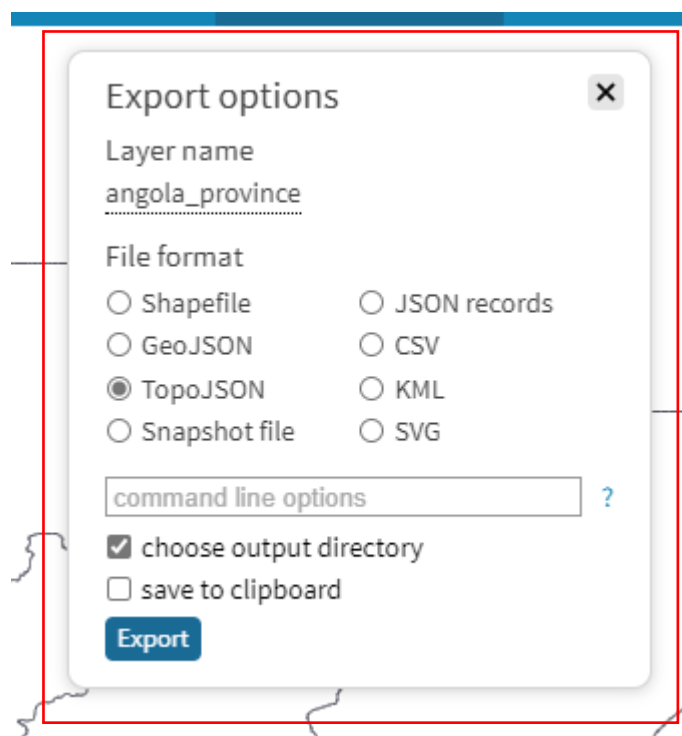 Export options
Layer name
angola_province
File format
Shapefile
JSON records
GeoJSON
CSV
TopoJSON
KML
Snapshot file
SVG
command line options
?
choose output directory
save to clipboard
Export